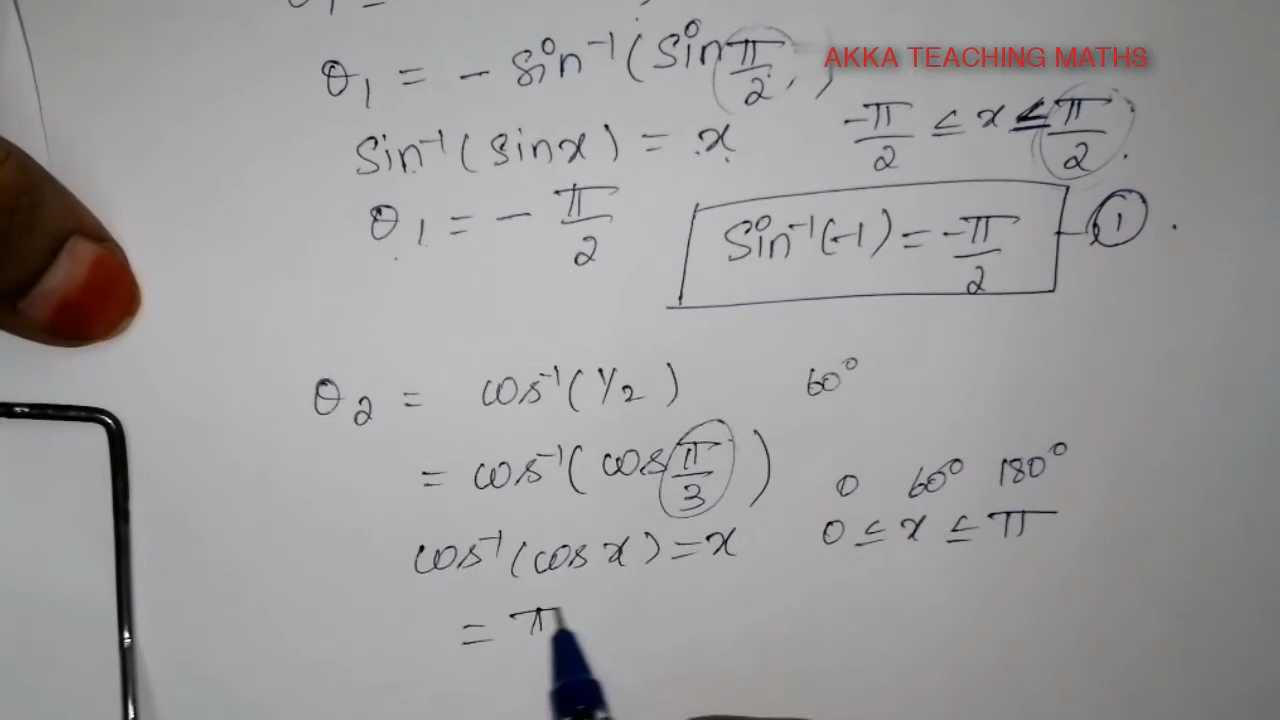 θ₁ = - sin⁻¹(sin π/2)
AKKA TEACHING MATHS
sin⁻¹(sinx) = x   -π/2 ≤ x ≤ π/2.
θ₁ = - π/2   sin⁻¹(-1) = -π/2 - ①
θ₂ = cos⁻¹(1/2)   60°
= cos⁻¹(cos π/3)   0   60°   180°
cos⁻¹(cos x) = x   0 ≤ x ≤ π
= π